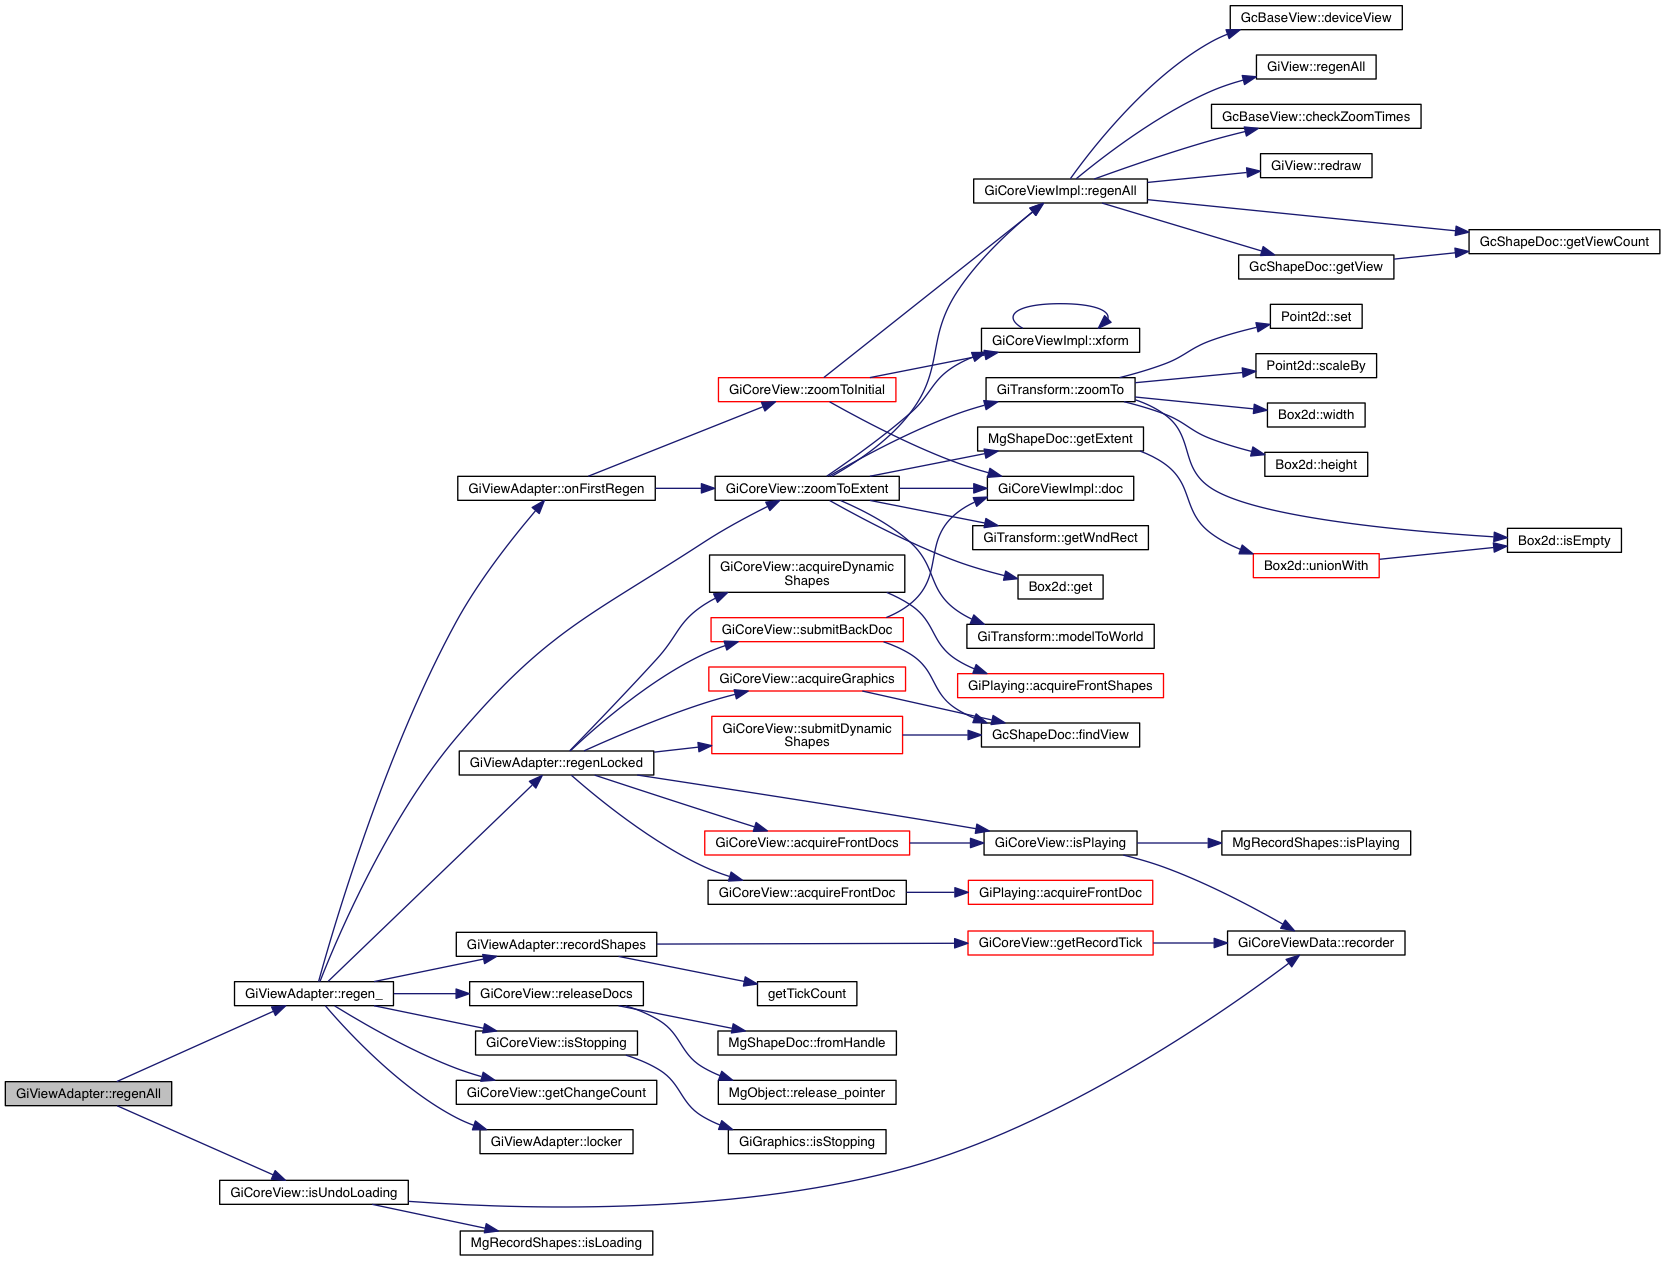 GcBaseView::deviceView
GiView::regenAll
GcBaseView::checkZoomTimes
GiView::redraw
GiCoreViewImpl::regenAll
GcShapeDoc::getViewCount
GcShapeDoc::getView
Point2d::set
GiCoreViewImpl::xform
Point2d::scaleBy
GiCoreView::zoomToInitial
GiTransform::zoomTo
Box2d::width
MgShapeDoc::getExtent
Box2d::height
GiViewAdapter::onFirstRegen
GiCoreView::zoomToExtent
GiCoreViewImpl::doc
GiTransform::getWndRect
Box2d::isEmpty
GiCoreView::acquireDynamic
Shapes
Box2d::unionWith
Box2d::get
GiCoreView::submitBackDoc
GiTransform::modelToWorld
GiCoreView::acquireGraphics
GiPlaying::acquireFrontShapes
GiCoreView::submitDynamic
Shapes
GcShapeDoc::findView
GiViewAdapter::regenLocked
GiCoreView::acquireFrontDocs
GiCoreView::isPlaying
MgRecordShapes::isPlaying
GiCoreView::acquireFrontDoc
GiPlaying::acquireFrontDoc
GiViewAdapter::recordShapes
GiCoreView::getRecordTick
GiCoreViewData::recorder
GiViewAdapter::regen_
GiCoreView::releaseDocs
getTickCount
GiCoreView::isStopping
MgShapeDoc::fromHandle
GiViewAdapter::regenAll
GiCoreView::getChangeCount
MgObject::release_pointer
GiViewAdapter::locker
GiGraphics::isStopping
GiCoreView::isUndoLoading
MgRecordShapes::isLoading